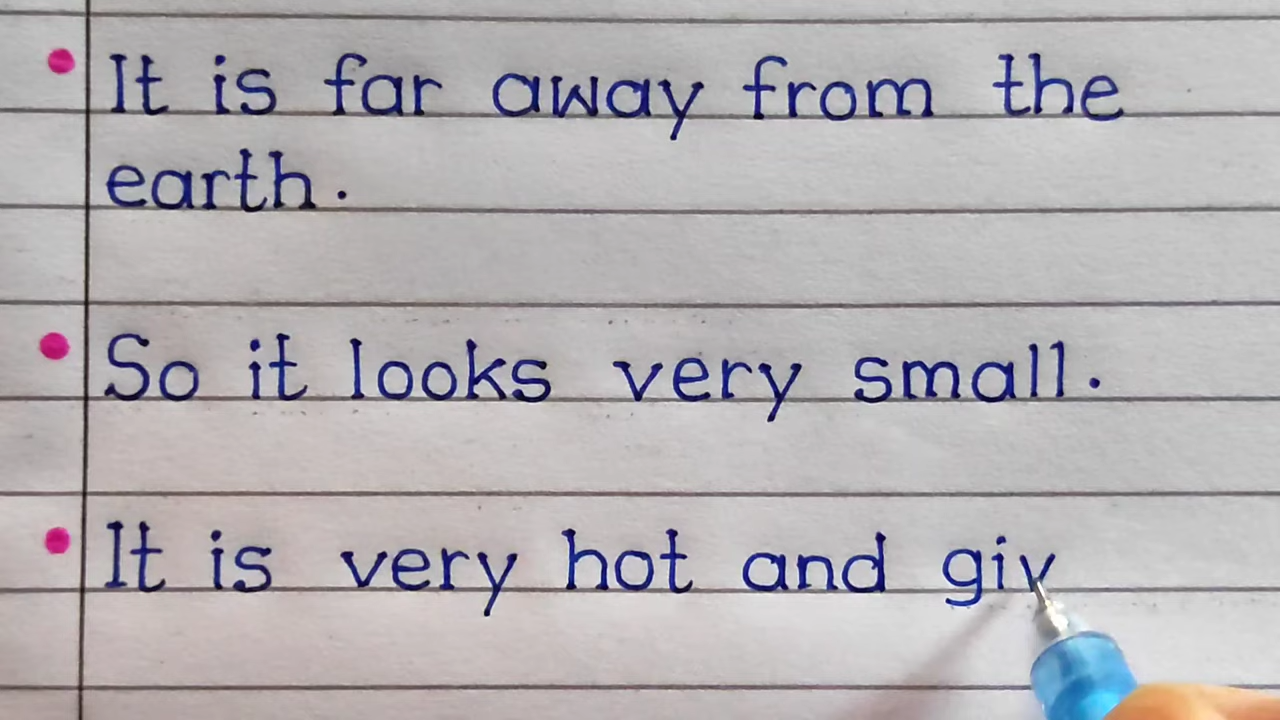 It is far away from the
earth.
So it looks very small.
It is very hot and giv